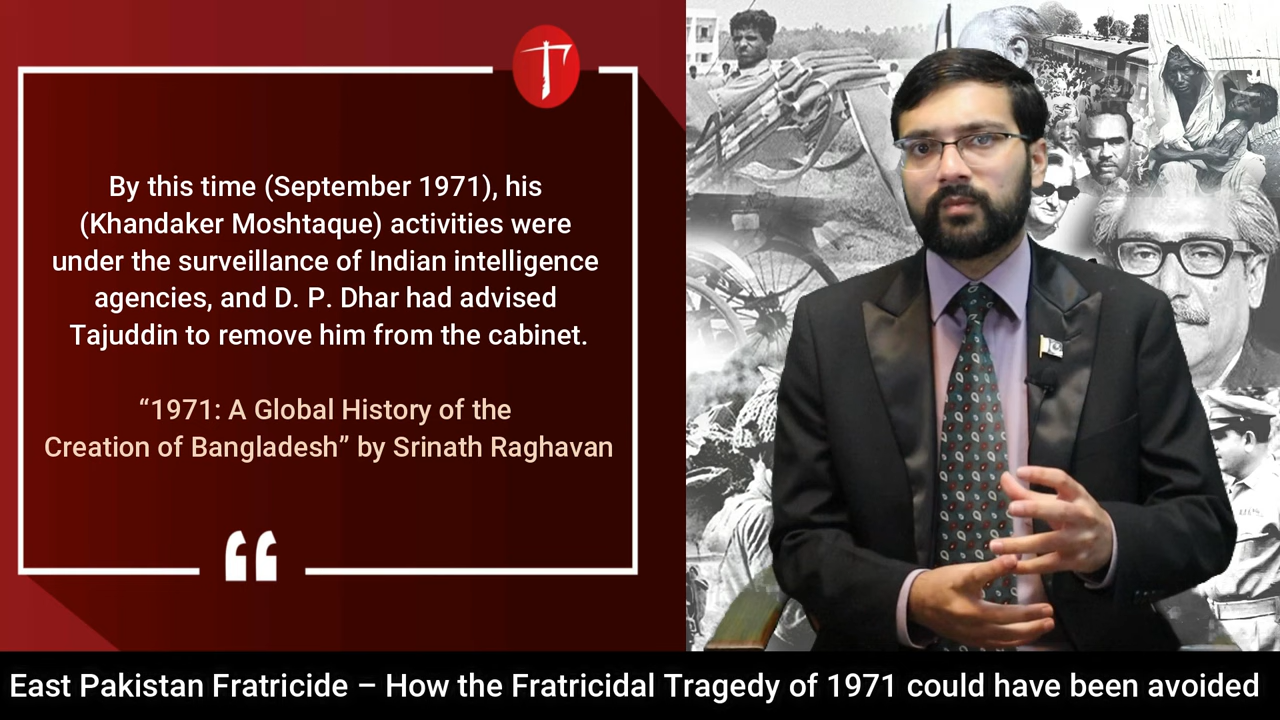 By this time (September 1971), his
(Khandaker Moshtaque) activities were
under the surveillance of Indian intelligence
agencies, and D. P. Dhar had advised
Tajuddin to remove him from the cabinet.
“1971: A Global History of the
Creation of Bangladesh” by Srinath Raghavan
East Pakistan Fratricide – How the Fratricidal Tragedy of 1971 could have been avoided